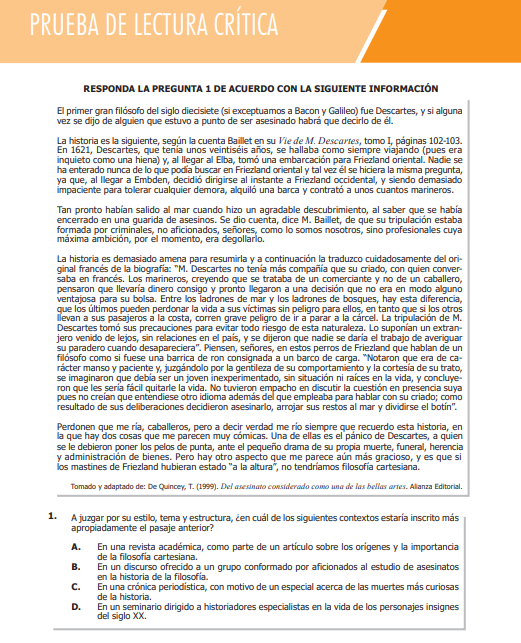 PRUEBA DE LECTURA CRÍTICA
RESPONDA LA PREGUNTA 1 DE ACUERDO CON LA SIGUIENTE INFORMACIÓN
El primer gran filósofo del siglo diecisiete (si exceptuamos a Bacon y Galileo) fue Descartes, y si alguna
vez se dijo de alguien que estuvo a punto de ser asesinado habrá que decirlo de él.
La historia es la siguiente, según la cuenta Baillet en su Vie de M. Descartes, tomo I, páginas 102-103.
En 1621, Descartes, que tenía unos veintiséis años, se hallaba como siempre viajando (pues era
inquieto como una hiena) y, al llegar al Elba, tomó una embarcación para Friezland oriental. Nadie se
ha enterado nunca de lo que podía buscar en Friezland oriental y tal vez él se hiciera la misma pregunta,
ya que, al llegar a Embden, decidió dirigirse al instante a Friezland occidental, y siendo demasiado
impaciente para tolerar cualquier demora, alquiló una barca y contrató a unos cuantos marineros.
Tan pronto habían salido al mar cuando hizo un agradable descubrimiento, al saber que se había
encerrado en una guarida de asesinos. Se dio cuenta, dice M. Baillet, de que su tripulación estaba
formada por criminales, no aficionados, señores, como lo somos nosotros, sino profesionales cuya
máxima ambición, por el momento, era degollarlo.
La historia es demasiado amena para resumirla y a continuación la traduzco cuidadosamente del ori-
ginal francés de la biografía: “M. Descartes no tenía más compañía que su criado, con quien conver-
saba en francés. Los marineros, creyendo que se trataba de un comerciante y no de un caballero,
pensaron que llevaría dinero consigo y pronto llegaron a una decisión que no era en modo alguno
ventajosa para su bolsa. Entre los ladrones de mar y los ladrones de bosques, hay esta diferencia,
que los últimos pueden perdonar la vida a sus víctimas sin peligro para ellos, en tanto que si los otros
llevan a sus pasajeros a la costa, corren grave peligro de ir a parar a la cárcel. La tripulación de M.
Descartes tomó sus precauciones para evitar todo riesgo de esta naturaleza. Lo suponían un extran-
jero venido de lejos, sin relaciones en el país, y se dijeron que nadie se daría el trabajo de averiguar
su paradero cuando desapareciera”. Piensen, señores, en estos perros de Friezland que hablan de un
filósofo como si fuese una barrica de ron consignada a un barco de carga. “Notaron que era de ca-
rácter manso y paciente y, juzgándolo por la gentileza de su comportamiento y la cortesía de su trato,
se imaginaron que debía ser un joven inexperimentado, sin situación ni raíces en la vida, y concluye-
ron que les sería fácil quitarle la vida. No tuvieron empacho en discutir la cuestión en presencia suya
pues no creían que entendiese otro idioma además del que empleaba para hablar con su criado; como
resultado de sus deliberaciones decidieron asesinarlo, arrojar sus restos al mar y dividirse el botín”.
Perdonen que me ría, caballeros, pero a decir verdad me río siempre que recuerdo esta historia, en
la que hay dos cosas que me parecen muy cómicas. Una de ellas es el pánico de Descartes, a quien
se le debieron poner los pelos de punta, ante el pequeño drama de su propia muerte, funeral, herencia
y administración de bienes. Pero hay otro aspecto que me parece aún más gracioso, y es que si
los mastines de Friezland hubieran estado “a la altura”, no tendríamos filosofía cartesiana.
Tomado y adaptado de: De Quincey, T. (1999). Del asesinato considerado como una de las bellas artes. Alianza Editorial.
1. A juzgar por su estilo, tema y estructura, ¿en cuál de los siguientes contextos estaría inscrito más
apropiadamente el pasaje anterior?
A. En una revista académica, como parte de un artículo sobre los orígenes y la importancia
de la filosofía cartesiana.
B. En un discurso ofrecido a un grupo conformado por aficionados al estudio de asesinatos
en la historia de la filosofía.
C. En una crónica periodística, con motivo de un especial acerca de las muertes más curiosas
de la historia.
D. En un seminario dirigido a historiadores especialistas en la vida de los personajes insignes
del siglo XX.